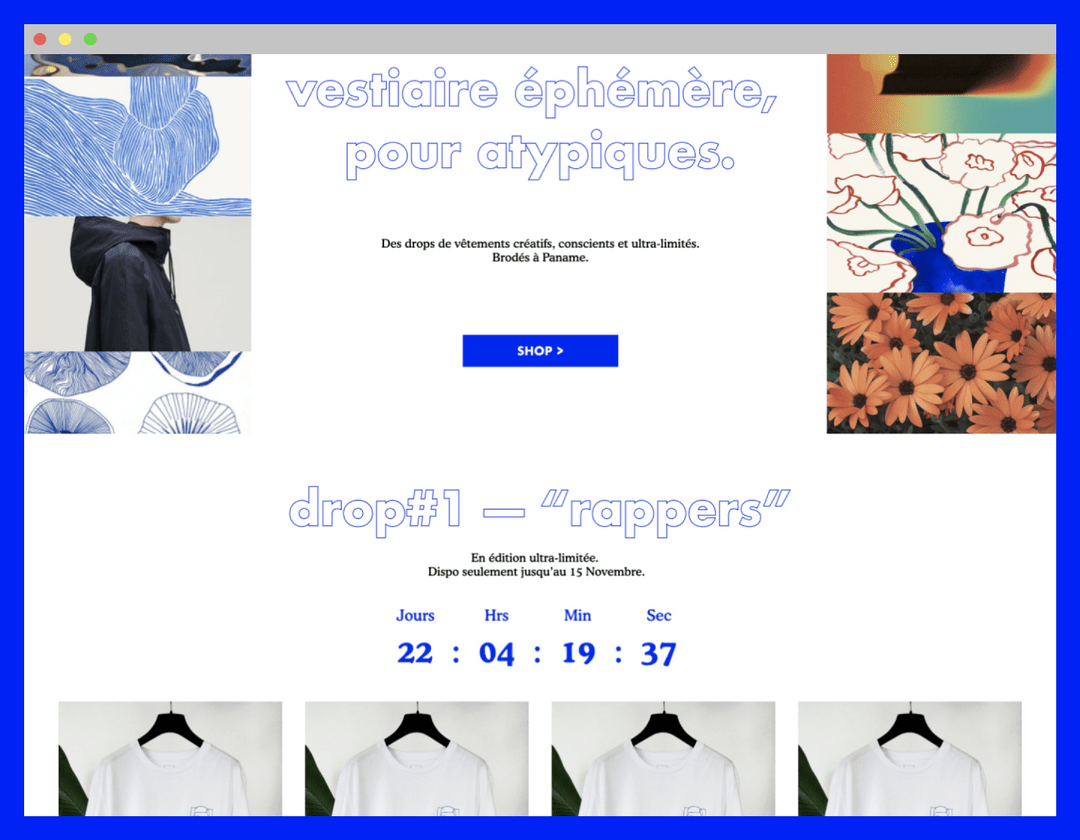 vestiaire éphémère,
pour atypiques.
Des drops de vêtements créatifs, conscients et ultra-limités.
Brodés à Paname.
SHOP >
drop#1 — “rappers”
En édition ultra-limitée.
Dispo seulement jusqu'au 15 Novembre.
Jours Hrs Min Sec
22 : 04 : 19 : 37